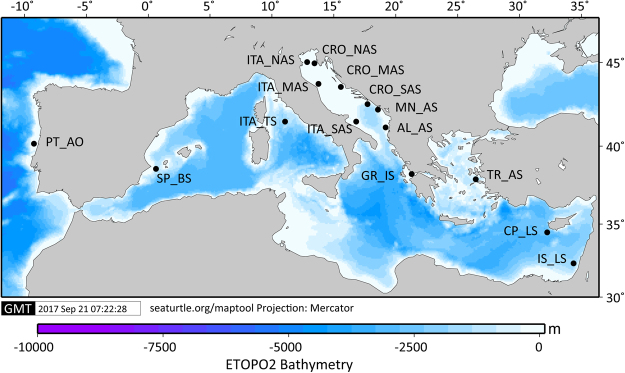 -10° -5° 0° 5° 10° 15° 20° 25° 30° 35°
45°
ITA_NAS CRO_NAS
CRO_MAS
ITA_MAS
CRO_SAS
MN_AS
ITA_TS ITA_SAS AL_AS
PT_AO
40°
SP_BS
GR_IS TR_AS
35°
CP_LS
IS_LS
30°
GMT 2017 Sep 21 07:22:28 seaturtle.org/maptool Projection: Mercator
m
-10000 -7500 -5000 -2500 0
ETOPO2 Bathymetry